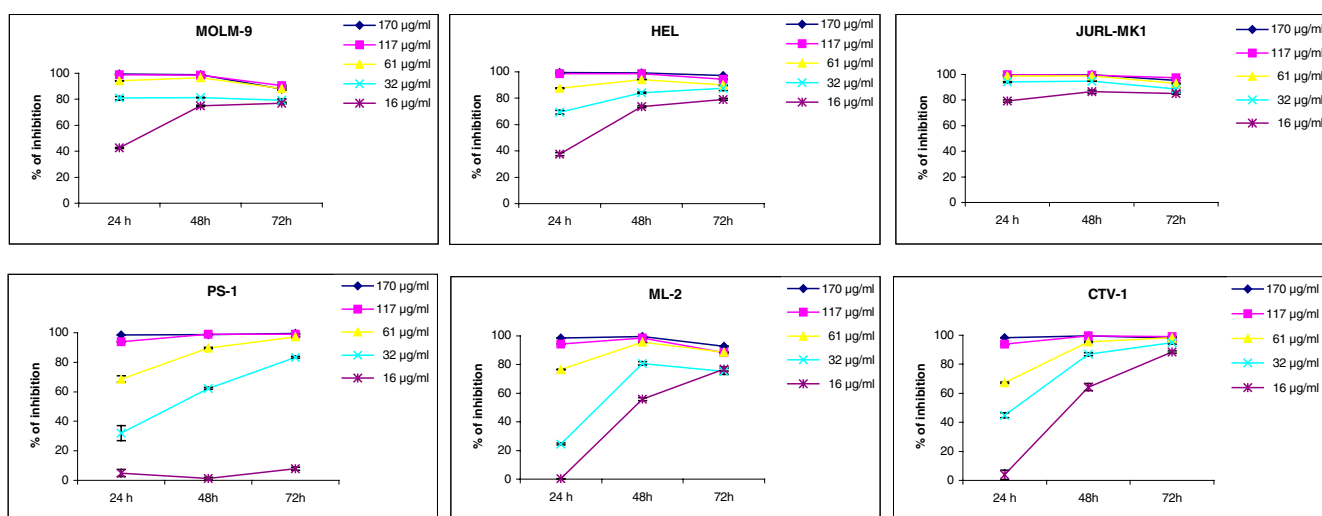 MOLM-9
% of inhibition
100
80
60
40
20
0
24 h 48h 72h
170 µg/ml
117 µg/ml
61 µg/ml
32 µg/ml
16 µg/ml
HEL
% of inhibition
100
80
60
40
20
0
24 h 48h 72h
170 µg/ml
117 µg/ml
61 µg/ml
32 µg/ml
16 µg/ml
JURL-MK1
% of inhibition
100
80
60
40
20
0
24 h 48h 72h
170 µg/ml
117 µg/ml
61 µg/ml
32 µg/ml
16 µg/ml
PS-1
% of inhibition
100
80
60
40
20
0
24 h 48h 72h
170 µg/ml
117 µg/ml
61 µg/ml
32 µg/ml
16 µg/ml
ML-2
% of inhibition
100
80
60
40
20
0
24 h 48h 72h
170 µg/ml
117 µg/ml
61 µg/ml
32 µg/ml
16 µg/ml
CTV-1
% of inhibition
100
80
60
40
20
0
24 h 48h 72h
170 µg/ml
117 µg/ml
61 µg/ml
32 µg/ml
16 µg/ml